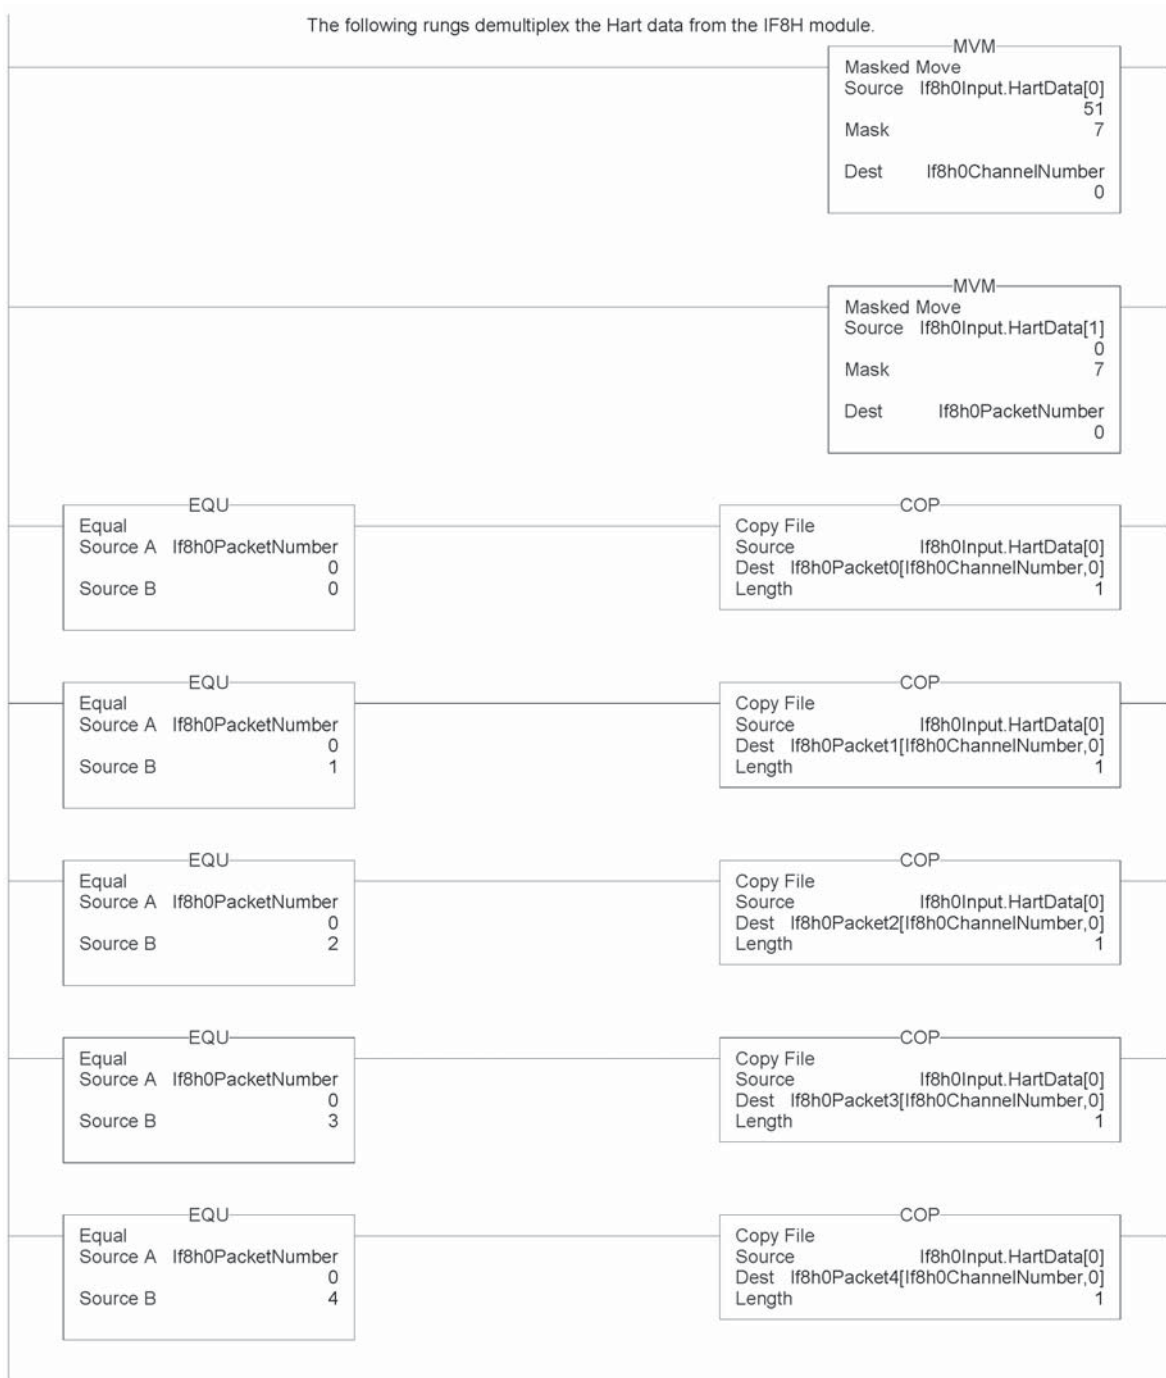 The following rungs demultiplex the Hart data from the IF8H module.
MVM
Masked Move
Source If8h0Input.HartData[0]
51
Mask 7
Dest If8h0ChannelNumber
0
MVM
Masked Move
Source If8h0Input.HartData[1]
0
Mask 7
Dest If8h0PacketNumber
0
EQU
Equal
Source A If8h0PacketNumber
0
Source B 0
COP
Copy File
Source If8h0Input.HartData[0]
Dest If8h0Packet0[If8h0ChannelNumber,0]
Length 1
EQU
Equal
Source A If8h0PacketNumber
0
Source B 1
COP
Copy File
Source If8h0Input.HartData[0]
Dest If8h0Packet1[If8h0ChannelNumber,0]
Length 1
EQU
Equal
Source A If8h0PacketNumber
0
Source B 2
COP
Copy File
Source If8h0Input.HartData[0]
Dest If8h0Packet2[If8h0ChannelNumber,0]
Length 1
EQU
Equal
Source A If8h0PacketNumber
0
Source B 3
COP
Copy File
Source If8h0Input.HartData[0]
Dest If8h0Packet3[If8h0ChannelNumber,0]
Length 1
EQU
Equal
Source A If8h0PacketNumber
0
Source B 4
COP
Copy File
Source If8h0Input.HartData[0]
Dest If8h0Packet4[If8h0ChannelNumber,0]
Length 1